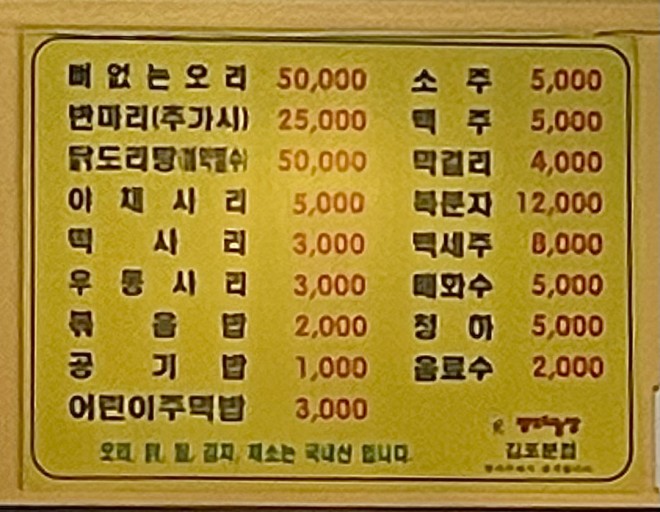 뼈없는오리 50,000
반마리(추가시) 25,000
닭도리탕(예약필수) 50,000
야채사리 5,000
떡사리 3,000
우동사리 3,000
볶음밥 2,000
공기밥 1,000
어린이주먹밥 3,000
소주 5,000
맥주 5,000
막걸리 4,000
복분자 12,000
백세주 8,000
매화수 5,000
청하 5,000
음료수 2,000
오리, 닭, 쌀, 김치, 채소는 국내산 입니다.
김포본점